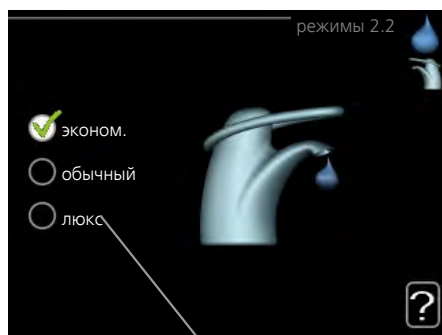 режимы 2.2
эконом.
обычный
люкс
?